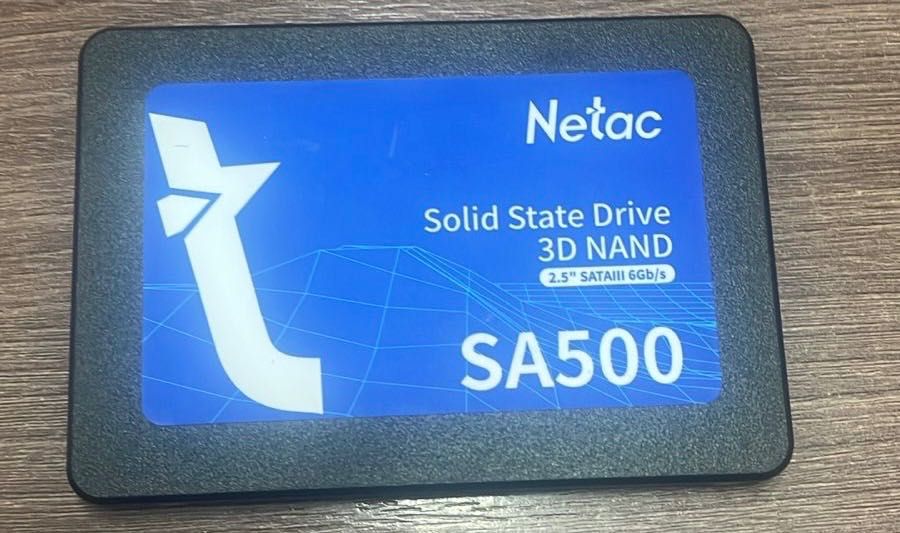 Netac
Solid State Drive
3D NAND
2.5" SATAIII 6Gb/s
SA500